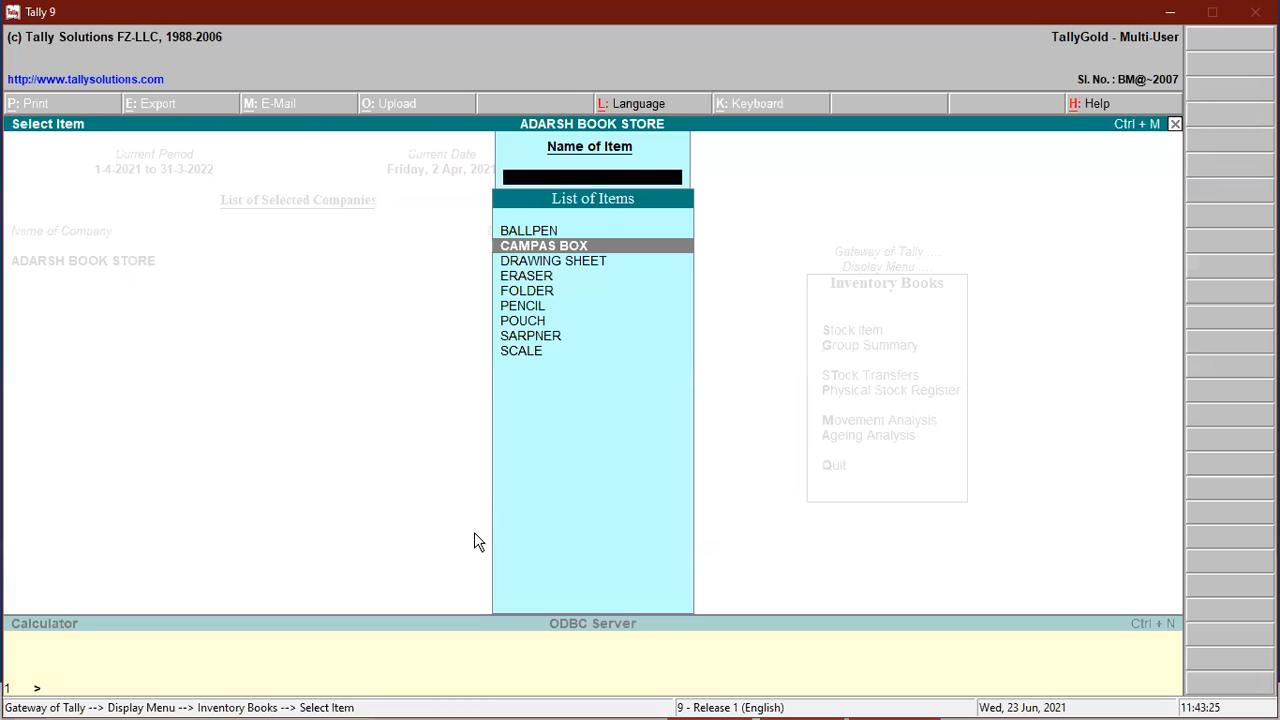 Tally 9
(c) Tally Solutions FZ-LLC, 1988-2006
TallyGold - Multi-User
http://www.tallysolutions.com
Sl. No. : BM@~2007
P: Print
E: Export
M: E-Mail
O: Upload
L: Language
K: Keyboard
H: Help
Select Item
ADARSH BOOK STORE
Ctrl + M
Current Period
1-4-2021 to 31-3-2022
Current Date
Friday, 2 Apr, 2021
List of Selected Companies
Name of Company
ADARSH BOOK STORE
Name of Item
List of Items
BALLPEN
CAMPAS BOX
DRAWING SHEET
ERASER
FOLDER
PENCIL
POUCH
SARPNER
SCALE
Gateway of Tally ....
Display Menu ....
Inventory Books
Stock Item
Group Summary
STock Transfers
Physical Stock Register
Movement Analysis
Ageing Analysis
Quit
Calculator
ODBC Server
Ctrl + N
1 >
Gateway of Tally --> Display Menu --> Inventory Books --> Select Item
9 - Release 1 (English)
Wed, 23 Jun, 2021
11:43:25